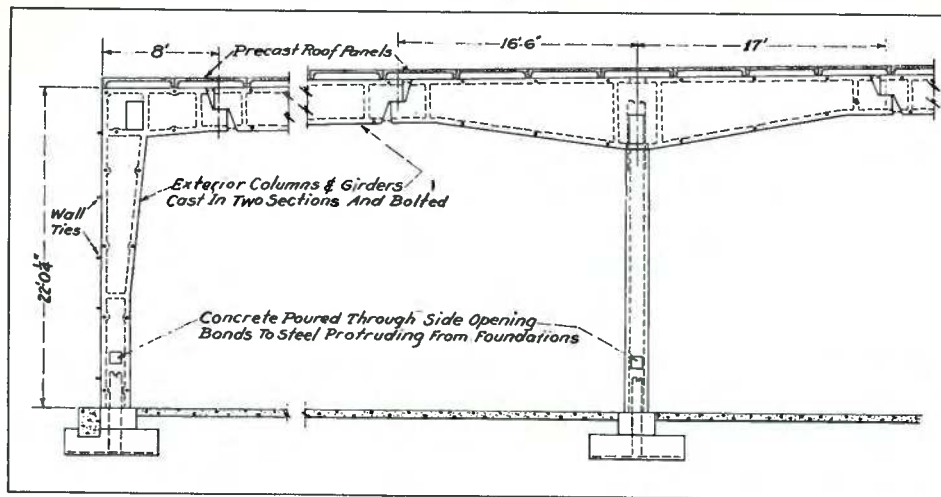 8'
Precast Roof Panels
16'-6"
17'
Exterior Columns & Girders
Cast In Two Sections And Bolted
Wall
Ties
22'-0¼"
Concrete Poured Through Side Opening
Bonds To Steel Protruding From Foundations